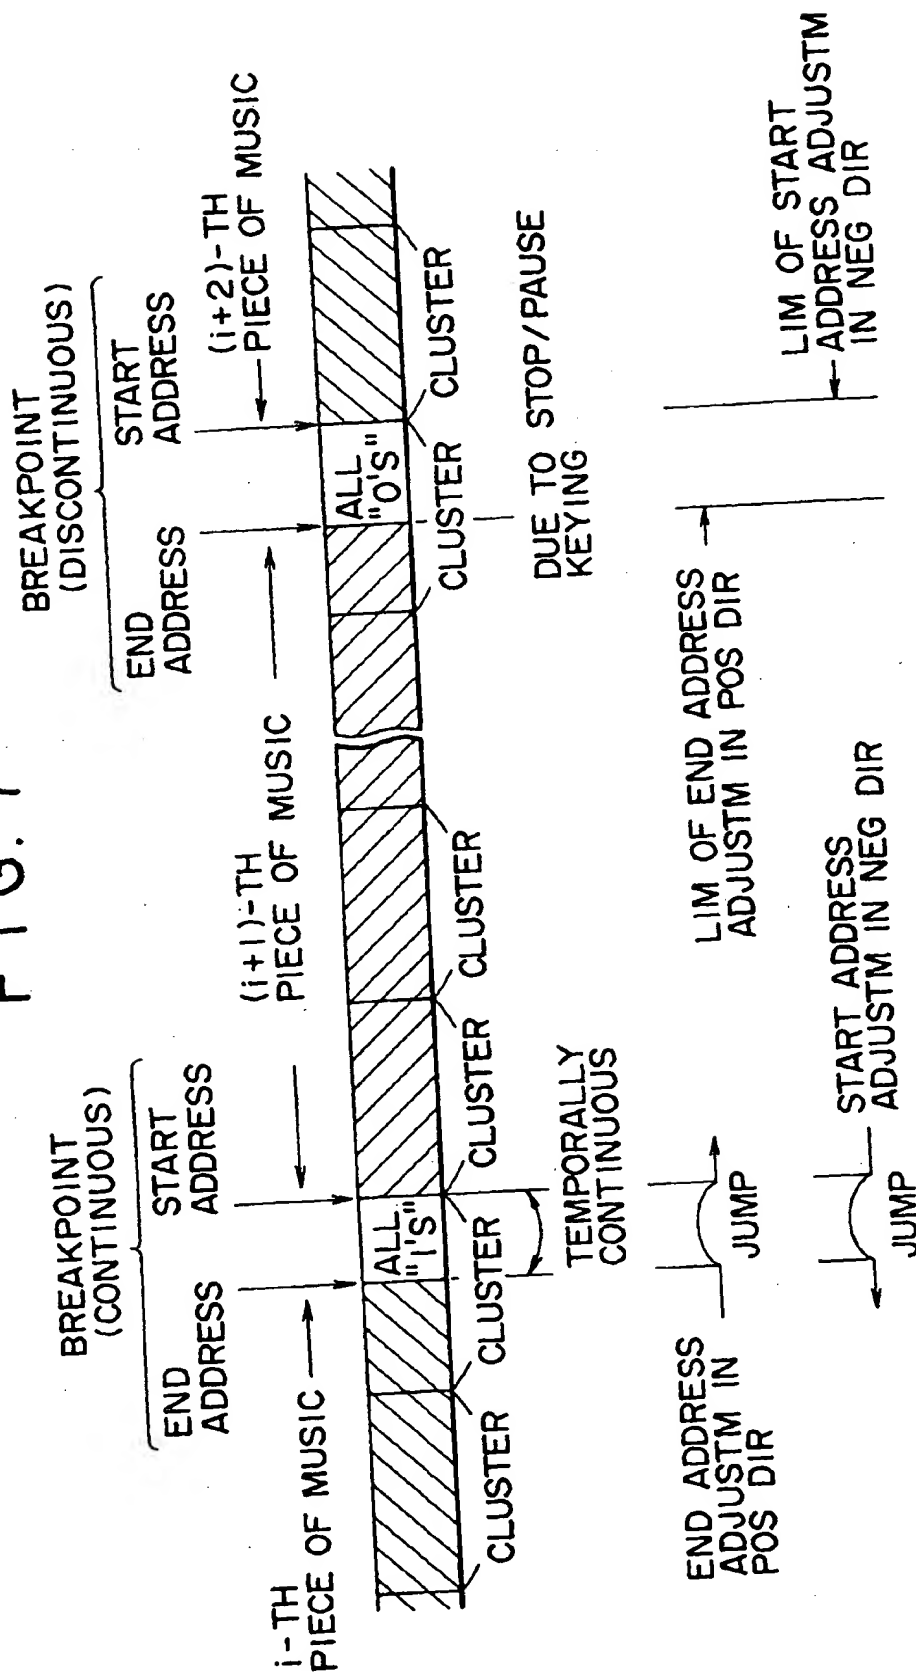 FIG. 7
BREAKPOINT
(CONTINUOUS)
END
ADDRESS
START
ADDRESS
BREAKPOINT
(DISCONTINUOUS)
END
ADDRESS
START
ADDRESS
i-TH
PIECE OF MUSIC
(i+1)-TH
PIECE OF MUSIC
(i+2)-TH
PIECE OF MUSIC
ALL
"1'S"
ALL
"0'S"
CLUSTER
CLUSTER
CLUSTER
CLUSTER
CLUSTER
CLUSTER
CLUSTER
CLUSTER
TEMPORALLY
CONTINUOUS
DUE TO STOP/PAUSE
KEYING
END ADDRESS
ADJUSTM IN
POS DIR
JUMP
LIM OF END ADDRESS
ADJUSTM IN POS DIR
JUMP
START ADDRESS
ADJUSTM IN NEG DIR
LIM OF START
ADDRESS ADJUSTM
IN NEG DIR